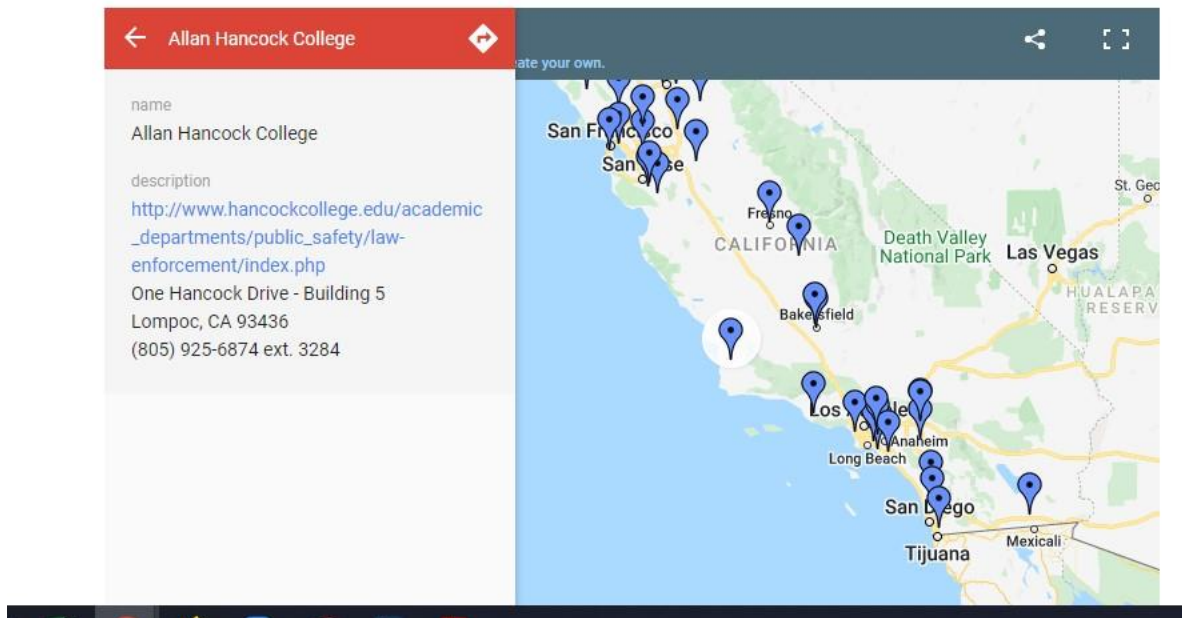 Allan Hancock College
ate your own.
name
Allan Hancock College
description
http://www.hancockcollege.edu/academic
_departments/public_safety/law-
enforcement/index.php
One Hancock Drive - Building 5
Lompoc, CA 93436
(805) 925-6874 ext. 3284
San Francisco
San Jose
St. Geo
Fresno
CALIFORNIA
Death Valley
National Park
Las Vegas
HUALAPA
RESERV
Bakersfield
Los Angele
Anaheim
Long Beach
San Diego
Tijuana
Mexicali